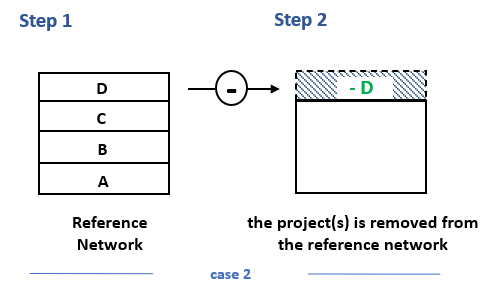 Step 1
Step 2
D
C
B
A
-
- D
Reference
Network
the project(s) is removed from
the reference network
case 2